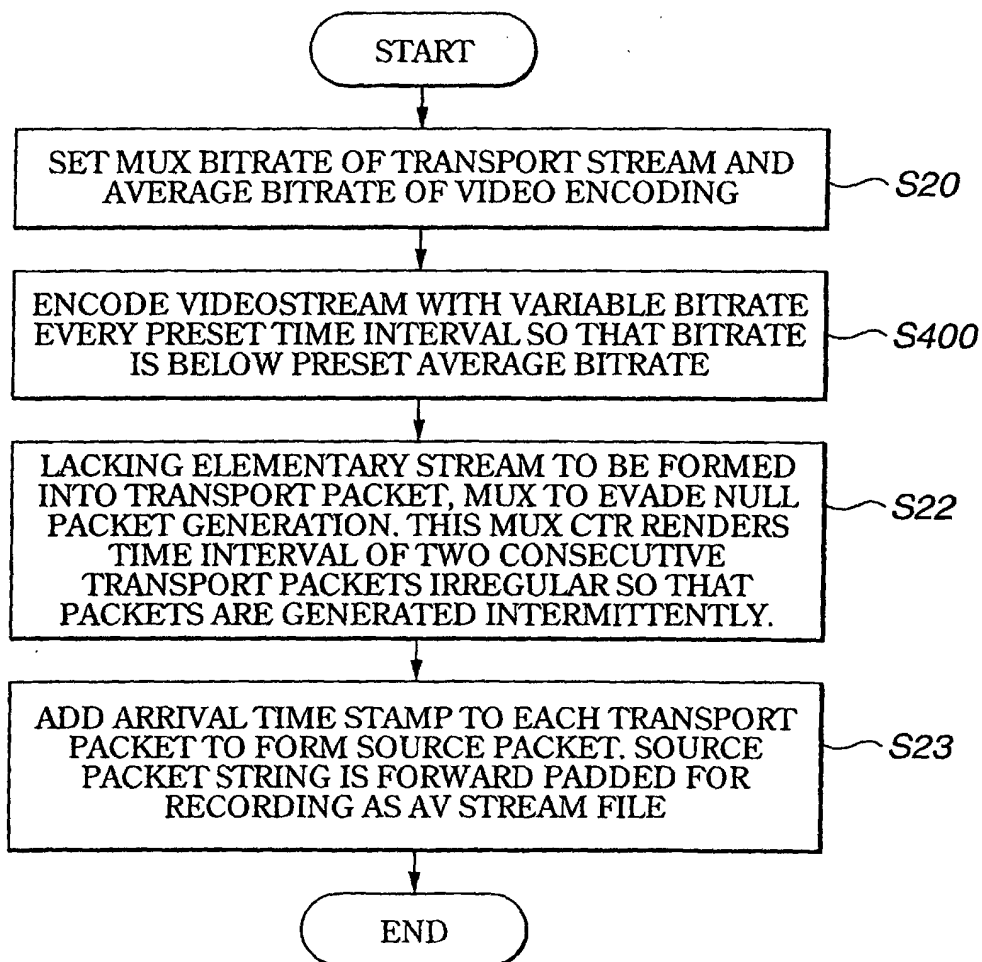 START
SET MUX BITRATE OF TRANSPORT STREAM AND
AVERAGE BITRATE OF VIDEO ENCODING
S20
ENCODE VIDEOSTREAM WITH VARIABLE BITRATE
EVERY PRESET TIME INTERVAL SO THAT BITRATE
IS BELOW PRESET AVERAGE BITRATE
S400
LACKING ELEMENTARY STREAM TO BE FORMED
INTO TRANSPORT PACKET, MUX TO EVADE NULL
PACKET GENERATION. THIS MUX CTR RENDERS
TIME INTERVAL OF TWO CONSECUTIVE
TRANSPORT PACKETS IRREGULAR SO THAT
PACKETS ARE GENERATED INTERMITTENTLY.
S22
ADD ARRIVAL TIME STAMP TO EACH TRANSPORT
PACKET TO FORM SOURCE PACKET. SOURCE
PACKET STRING IS FORWARD PADDED FOR
RECORDING AS AV STREAM FILE
S23
END